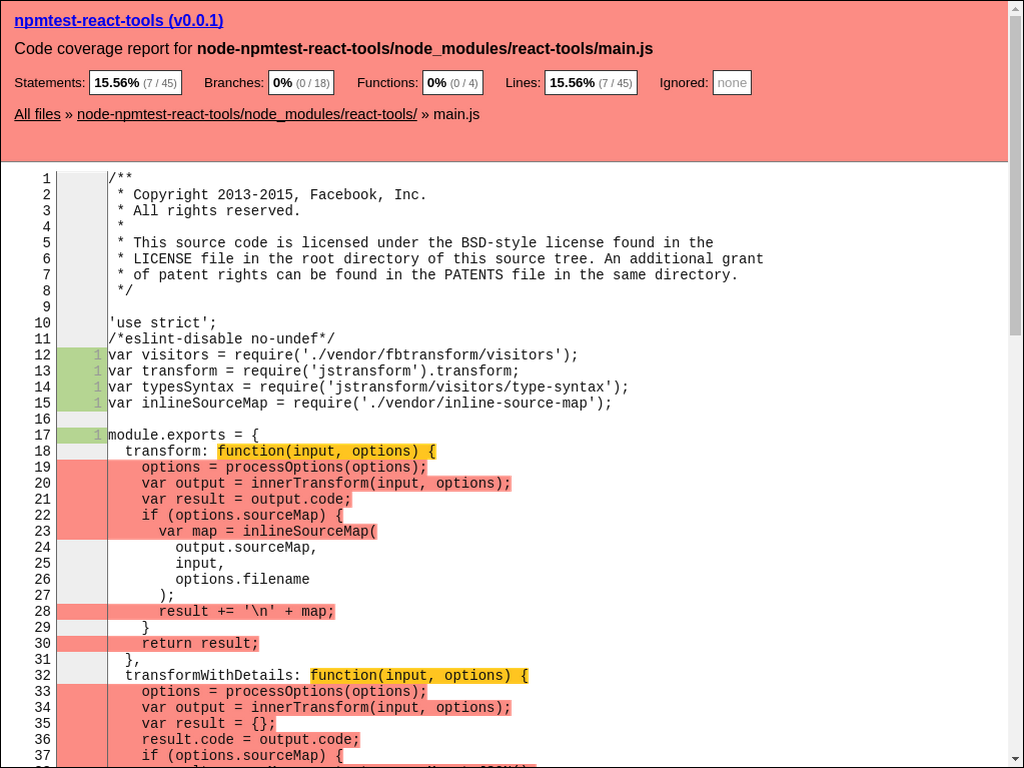 npmtest-react-tools (v0.0.1)
Code coverage report for node-npmtest-react-tools/node_modules/react-tools/main.js
Statements: 15.56% (7 / 45) Branches: 0% (0 / 18) Functions: 0% (0 / 4) Lines: 15.56% (7 / 45) Ignored: none
All files » node-npmtest-react-tools/node_modules/react-tools/ » main.js
1 /**
2  * Copyright 2013-2015, Facebook, Inc.
3  * All rights reserved.
4  *
5  * This source code is licensed under the BSD-style license found in the
6  * LICENSE file in the root directory of this source tree. An additional grant
7  * of patent rights can be found in the PATENTS file in the same directory.
8  */
9
10 'use strict';
11 /*eslint-disable no-undef*/
12 1 var visitors = require('./vendor/fbtransform/visitors');
13 1 var transform = require('jstransform').transform;
14 1 var typesSyntax = require('jstransform/visitors/type-syntax');
15 1 var inlineSourceMap = require('./vendor/inline-source-map');
16
17 1 module.exports = {
18   transform: function(input, options) {
19     options = processOptions(options);
20     var output = innerTransform(input, options);
21     var result = output.code;
22     if (options.sourceMap) {
23       var map = inlineSourceMap(
24         output.sourceMap,
25         input,
26         options.filename
27       );
28       result += '\n' + map;
29     }
30     return result;
31   },
32   transformWithDetails: function(input, options) {
33     options = processOptions(options);
34     var output = innerTransform(input, options);
35     var result = {};
36     result.code = output.code;
37     if (options.sourceMap) {